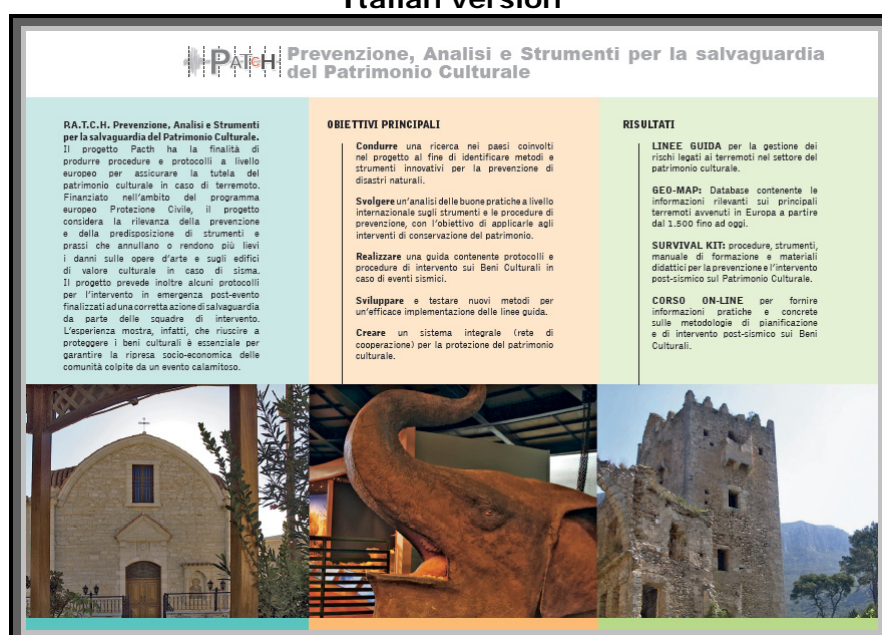 Italian version
PATCH Prevenzione, Analisi e Strumenti per la salvaguardia
del Patrimonio Culturale
P.A.T.C.H. Prevenzione, Analisi e Strumenti
per la salvaguardia del Patrimonio Culturale.
Il progetto Pacth ha la finalità di
produrre procedure e protocolli a livello
europeo per assicurare la tutela del
patrimonio culturale in caso di terremoto.
Finanziato nell'ambito del programma
europeo Protezione Civile, il progetto
considera la rilevanza della prevenzione
e della predisposizione di strumenti e
prassi che annullano o rendono più lievi
i danni sulle opere d'arte e sugli edifici
di valore culturale in caso di sisma.
Il progetto prevede inoltre alcuni protocolli
per l'intervento in emergenza post-evento
finalizzati ad una corretta azione di salvaguardia
da parte delle squadre di intervento.
L'esperienza mostra, infatti, che riuscire a
proteggere i beni culturali è essenziale per
garantire la ripresa socio-economica delle
comunità colpite da un evento calamitoso.
OBIETTIVI PRINCIPALI
Condurre una ricerca nei paesi coinvolti
nel progetto al fine di identificare metodi e
strumenti innovativi per la prevenzione di
disastri naturali.
Svolgere un'analisi delle buone pratiche a livello
internazionale sugli strumenti e le procedure di
prevenzione, con l'obiettivo di applicarle agli
interventi di conservazione del patrimonio.
Realizzare una guida contenente protocolli e
procedure di intervento sui Beni Culturali in
caso di eventi sismici.
Sviluppare e testare nuovi metodi per
un'efficace implementazione delle linee guida.
Creare un sistema integrale (rete di
cooperazione) per la protezione del patrimonio
culturale.
RISULTATI
LINEE GUIDA per la gestione dei
rischi legati ai terremoti nel settore del
patrimonio culturale.
GEO-MAP: Database contenente le
informazioni rilevanti sui principali
terremoti avvenuti in Europa a partire
dal 1.500 fino ad oggi.
SURVIVAL KIT: procedure, strumenti,
manuale di formazione e materiali
didattici per la prevenzione e l'intervento
post-sismico sul Patrimonio Culturale.
CORSO ON-LINE per fornire
informazioni pratiche e concrete
sulle metodologie di pianificazione
e di intervento post-sismico sui Beni
Culturali.